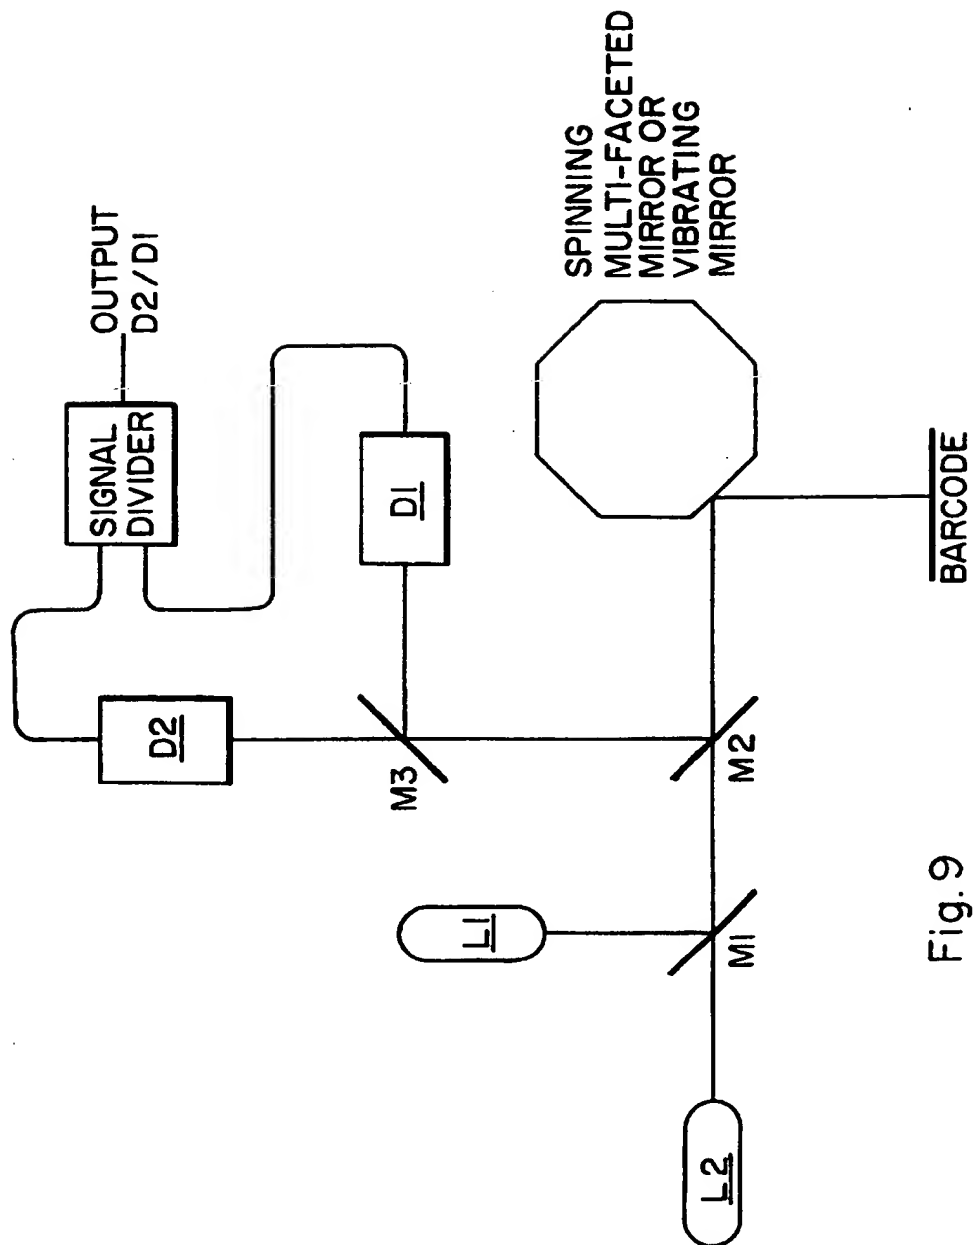 OUTPUT
D2/D1
SIGNAL
DIVIDER
D2
D1
M3
SPINNING
MULTI-FACETED
MIRROR OR
VIBRATING
MIRROR
L1
M1
M2
L2
BARCODE
Fig. 9